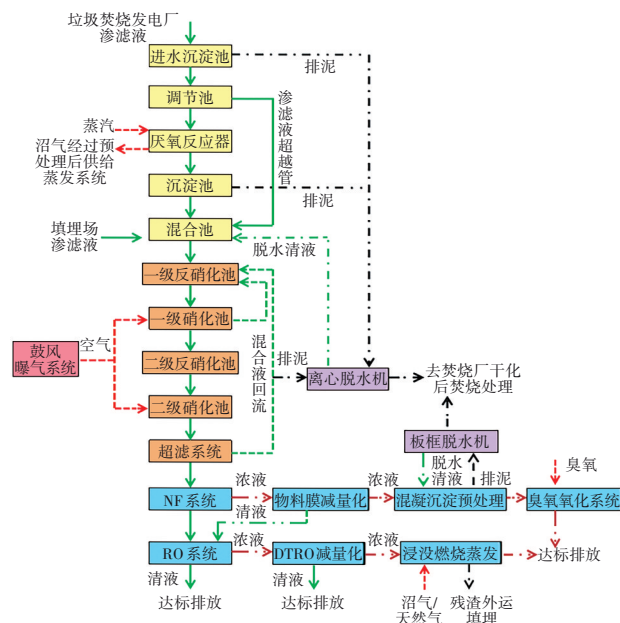 垃圾焚烧发电厂
渗滤液
进水沉淀池
排泥
调节池
渗滤液超越管
蒸汽
厌氧反应器
沼气经过预
处理后供给
蒸发系统
沉淀池
排泥
填埋场
渗滤液
混合池
脱水清液
一级反硝化池
一级硝化池
鼓风
曝气系统
空气
混合液回流
二级反硝化池
排泥
离心脱水机
去焚烧厂干化
后焚烧处理
二级硝化池
板框脱水机
超滤系统
脱水
清液
排泥
臭氧
NF系统
浓液
清液
物料膜减量化
浓液
混凝沉淀预处理
臭氧氧化系统
RO系统
浓液
DTRO减量化
浓液
浸没燃烧蒸发
达标排放
清液
达标排放
清液
达标排放
沼气/
天然气
残渣外运
填埋